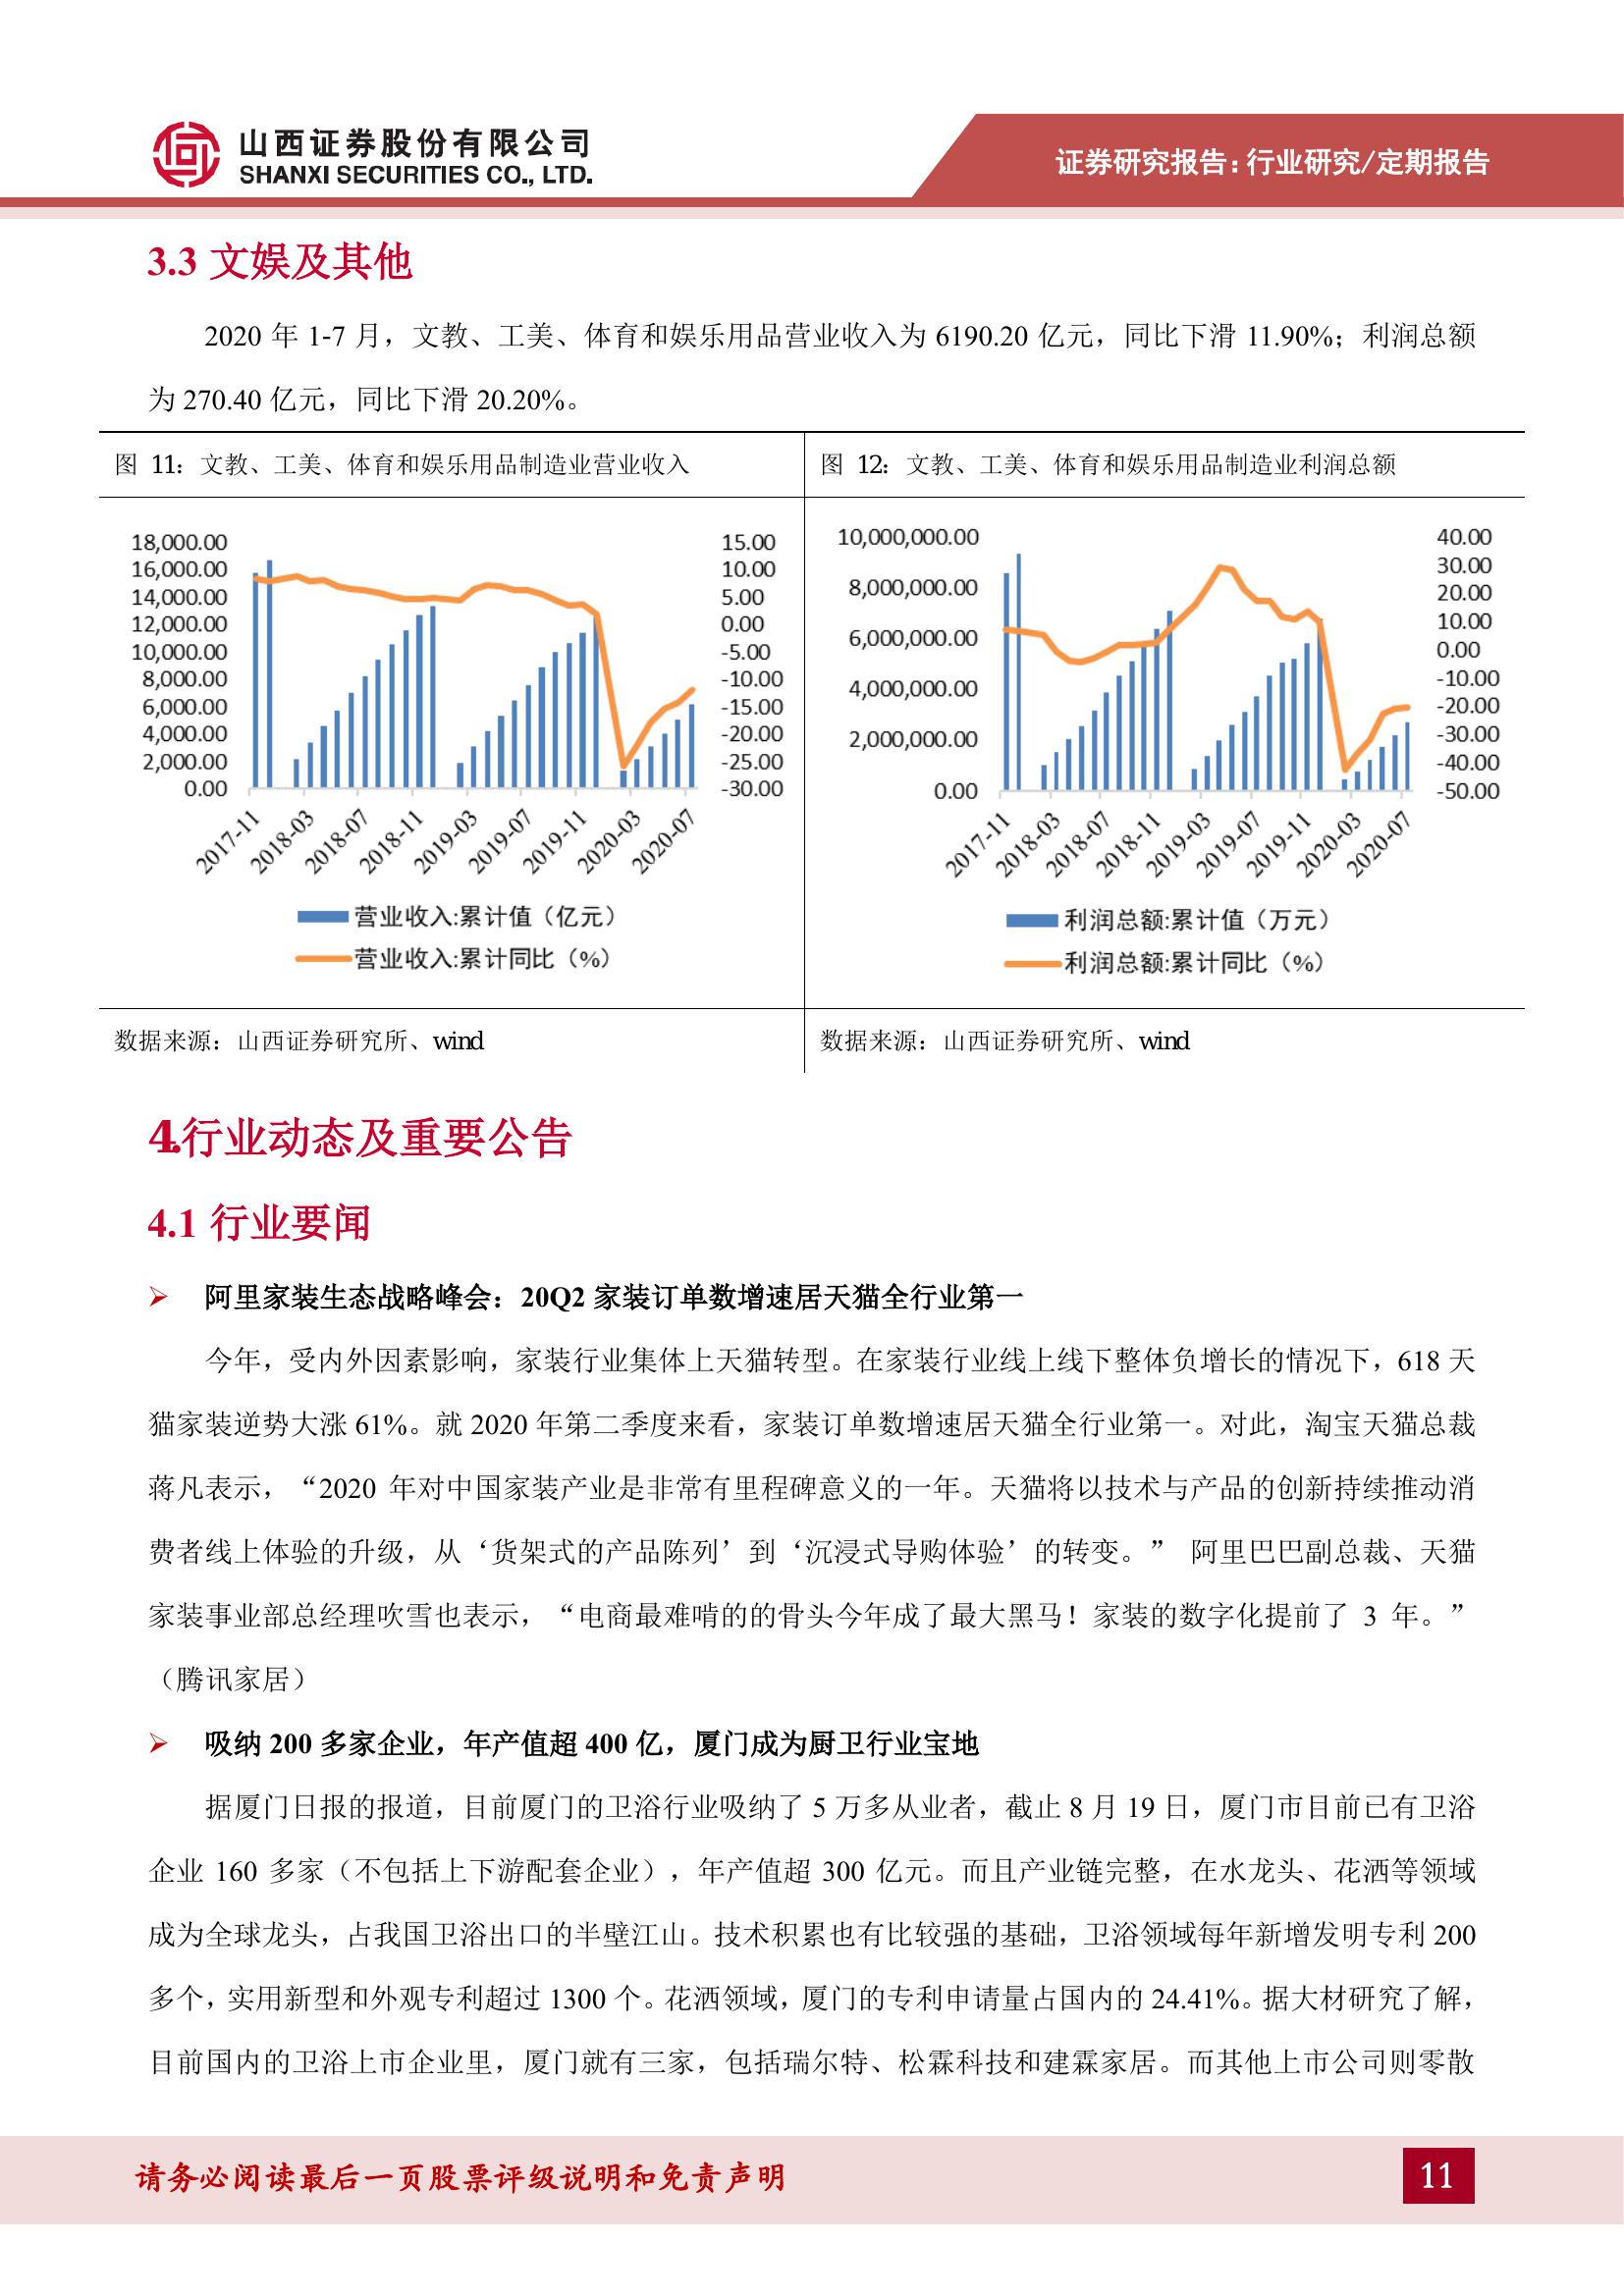 山西证券股份有限公司
SHANXI SECURITIES CO., LTD.
证券研究报告：行业研究/定期报告
3.3 文娱及其他
2020 年 1-7 月，文教、工美、体育和娱乐用品营业收入为 6190.20 亿元，同比下滑 11.90%；利润总额
为 270.40 亿元，同比下滑 20.20%。
图 11：文教、工美、体育和娱乐用品制造业营业收入
18,000.00
16,000.00
14,000.00
12,000.00
10,000.00
8,000.00
6,000.00
4,000.00
2,000.00
0.00
15.00
10.00
5.00
0.00
-5.00
-10.00
-15.00
-20.00
-25.00
-30.00
2017-11
2018-03
2018-07
2018-11
2019-03
2019-07
2019-11
2020-03
2020-07
营业收入:累计值（亿元）
营业收入:累计同比（%）
数据来源：山西证券研究所、wind
图 12：文教、工美、体育和娱乐用品制造业利润总额
10,000,000.00
8,000,000.00
6,000,000.00
4,000,000.00
2,000,000.00
0.00
40.00
30.00
20.00
10.00
0.00
-10.00
-20.00
-30.00
-40.00
-50.00
2017-11
2018-03
2018-07
2018-11
2019-03
2019-07
2019-11
2020-03
2020-07
利润总额:累计值（万元）
利润总额:累计同比（%）
数据来源：山西证券研究所、wind
4.行业动态及重要公告
4.1 行业要闻
➢ 阿里家装生态战略峰会：20Q2 家装订单数增速居天猫全行业第一
今年，受内外因素影响，家装行业集体上天猫转型。在家装行业线上线下整体负增长的情况下，618 天
猫家装逆势大涨 61%。就 2020 年第二季度来看，家装订单数增速居天猫全行业第一。对此，淘宝天猫总裁
蒋凡表示，“2020 年对中国家装产业是非常有里程碑意义的一年。天猫将以技术与产品的创新持续推动消
费者线上体验的升级，从‘货架式的产品陈列’到‘沉浸式导购体验’的转变。” 阿里巴巴副总裁、天猫
家装事业部总经理吹雪也表示，“电商最难啃的的骨头今年成了最大黑马！家装的数字化提前了 3 年。”
（腾讯家居）
➢ 吸纳 200 多家企业，年产值超 400 亿，厦门成为厨卫行业宝地
据厦门日报的报道，目前厦门的卫浴行业吸纳了 5 万多从业者，截止 8 月 19 日，厦门市目前已有卫浴
企业 160 多家（不包括上下游配套企业），年产值超 300 亿元。而且产业链完整，在水龙头、花洒等领域
成为全球龙头，占我国卫浴出口的半壁江山。技术积累也有比较强的基础，卫浴领域每年新增发明专利 200
多个，实用新型和外观专利超过 1300 个。花洒领域，厦门的专利申请量占国内的 24.41%。据大材研究了解，
目前国内的卫浴上市企业里，厦门就有三家，包括瑞尔特、松霖科技和建霖家居。而其他上市公司则零散
请务必阅读最后一页股票评级说明和免责声明
11